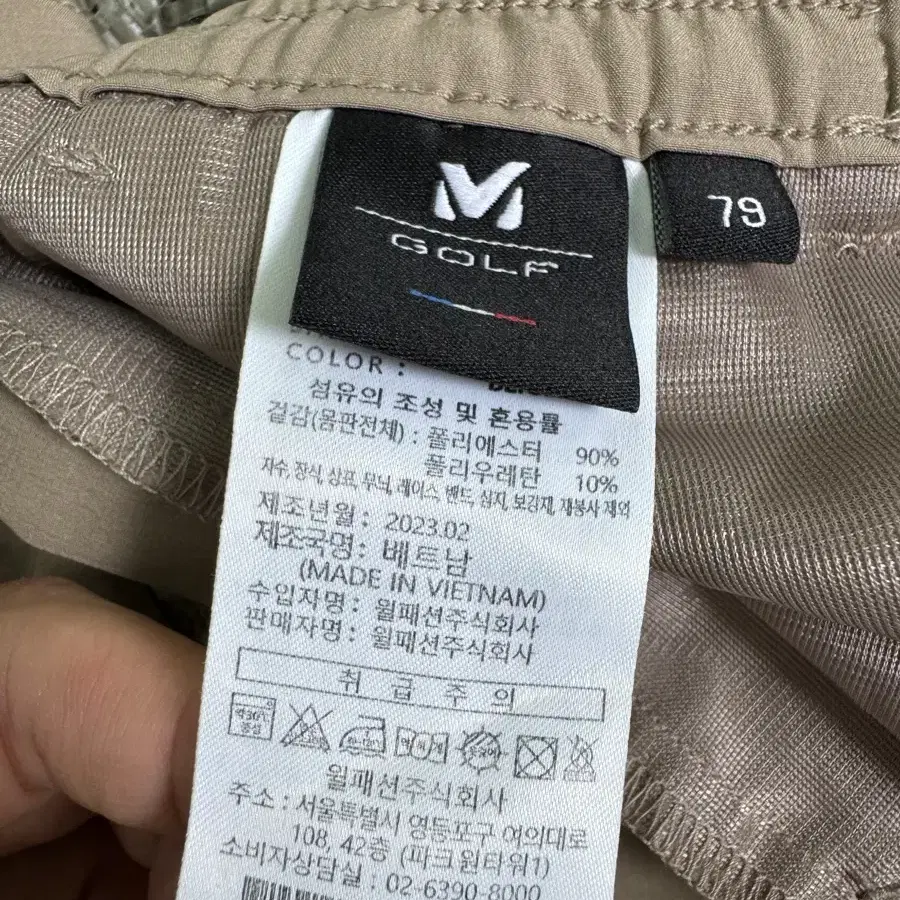 M
GOLF
79
COLOR :
섬유의 조성 및 혼용률
겉감(몸판전체) : 폴리에스터 90%
폴리우레탄 10%
자수, 장식, 상표, 무늬, 레이스, 밴드, 심지, 보강재, 재봉사 제외
제조년월 : 2023.02
제조국명 : 베트남
(MADE IN VIETNAM)
수입자명 : 윌패션주식회사
판매자명 : 윌패션주식회사
취 급 주 의
약30℃
중성
윌패션주식회사
주소 : 서울특별시 영등포구 여의대로
108, 42층 (파크원타워1)
소비자상담실 : 02-6390-8000